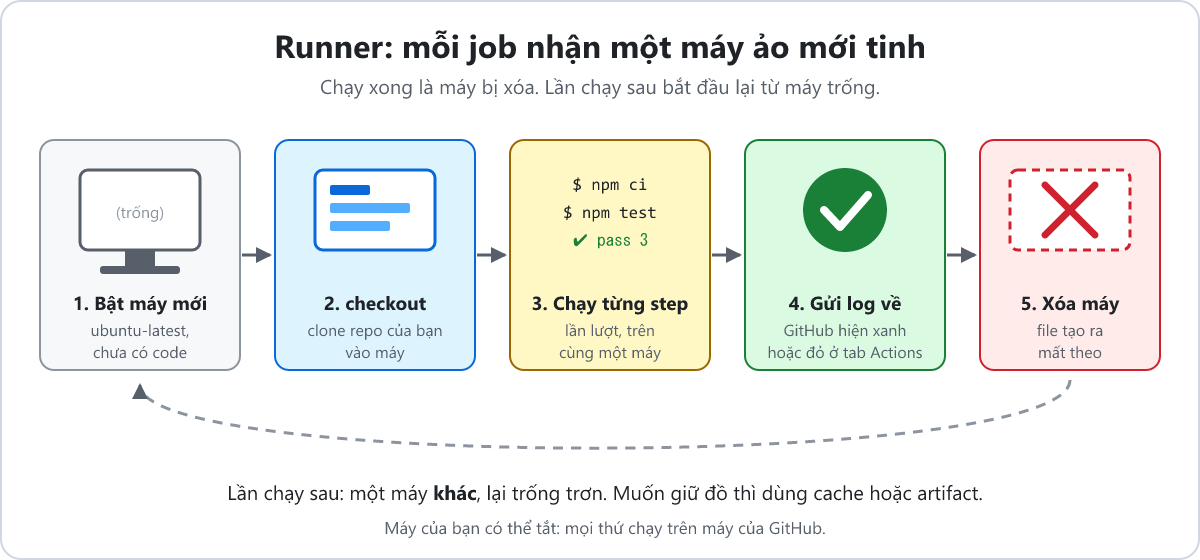 Runner: mỗi job nhận một máy ảo mới tinh
Chạy xong là máy bị xóa. Lần chạy sau bắt đầu lại từ máy trống.
(trống)
1. Bật máy mới
ubuntu-latest,
chưa có code
2. checkout
clone repo của bạn
vào máy
$ npm ci
$ npm test
✔ pass 3
3. Chạy từng step
lần lượt, trên
cùng một máy
4. Gửi log về
GitHub hiện xanh
hoặc đỏ ở tab Actions
5. Xóa máy
file tạo ra
mất theo
Lần chạy sau: một máy khác, lại trống trơn. Muốn giữ đồ thì dùng cache hoặc artifact.
Máy của bạn có thể tắt: mọi thứ chạy trên máy của GitHub.